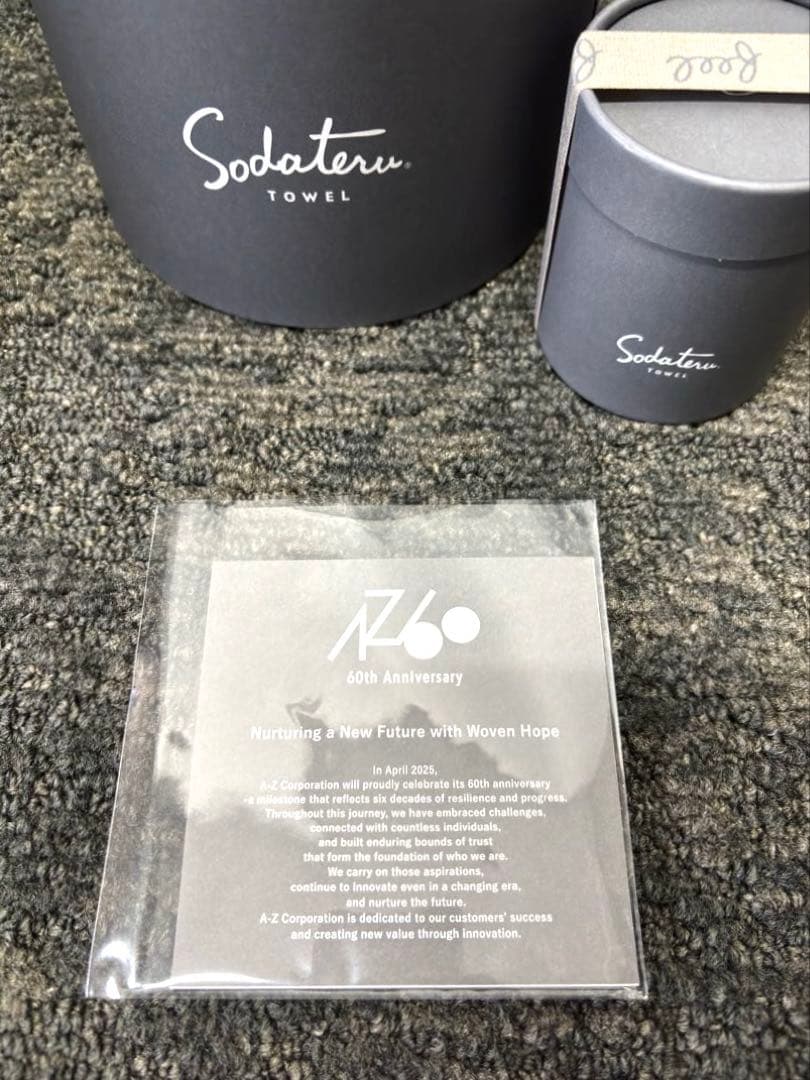 Sodateru
TOWEL
feel
Sodateru
TOWEL
AZ60
60th Anniversary
Nurturing a New Future with Woven Hope
In April 2025,
A-Z Corporation will proudly celebrate its 60th anniversary
-a milestone that reflects six decades of resilience and progress.
Throughout this journey, we have embraced challenges,
connected with countless individuals,
and built enduring bounds of trust
that form the foundation of who we are.
We carry on those aspirations,
continue to innovate even in a changing era,
and nurture the future.
A-Z Corporation is dedicated to our customers' success
and creating new value through innovation.